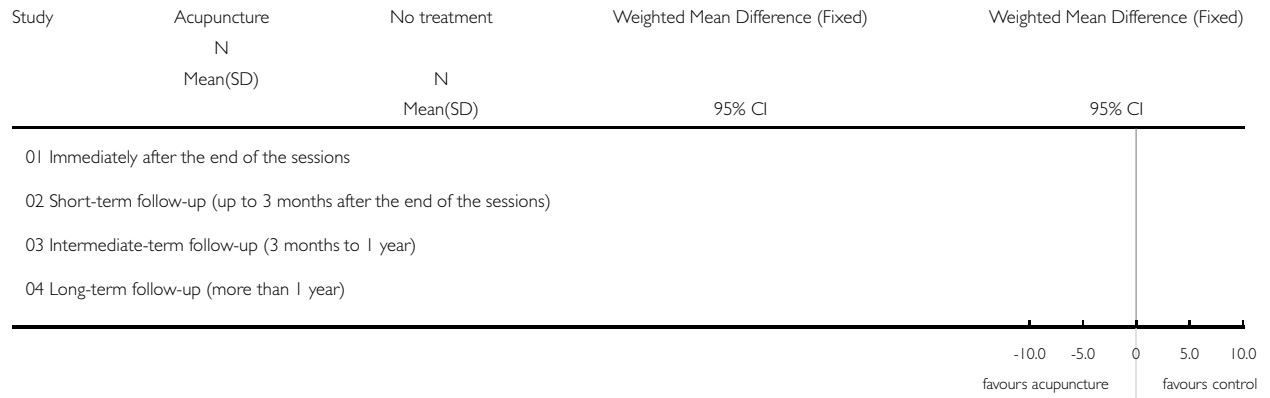 Study Acupuncture No treatment Weighted Mean Difference (Fixed) Weighted Mean Difference (Fixed)
N
Mean(SD) N
Mean(SD) 95% CI 95% CI
01 Immediately after the end of the sessions
02 Short-term follow-up (up to 3 months after the end of the sessions)
03 Intermediate-term follow-up (3 months to 1 year)
04 Long-term follow-up (more than 1 year)
-10.0 -5.0 0 5.0 10.0
favours acupuncture favours control